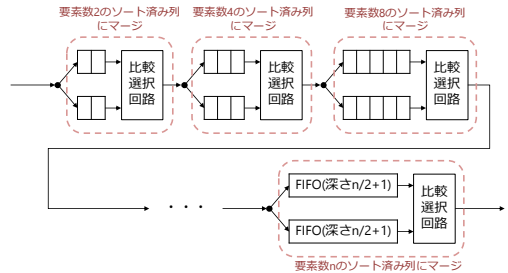 要素数2のソート済み列
にマージ
要素数4のソート済み列
にマージ
要素数8のソート済み列
にマージ
比較
選択
回路
比較
選択
回路
比較
選択
回路
・・・
FIFO(深さn/2+1)
FIFO(深さn/2+1)
比較
選択
回路
要素数nのソート済み列にマージ